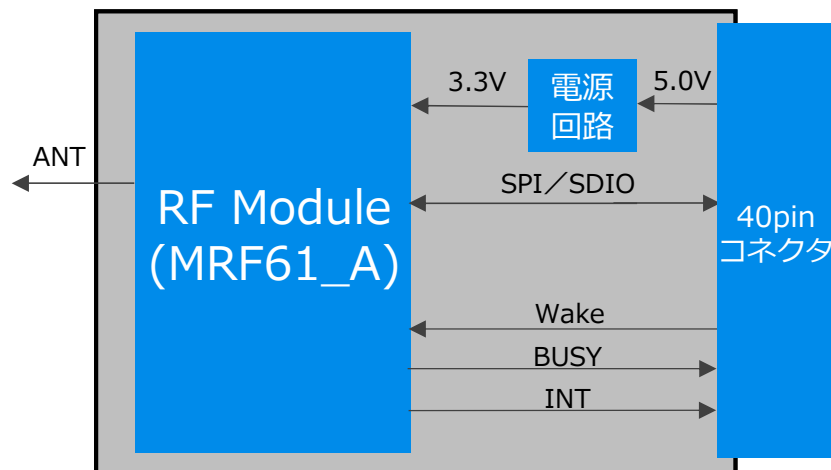 3.3V
電源
回路
5.0V
ANT
SPI／SDIO
RF Module
(MRF61_A)
40pin
コネクタ
Wake
BUSY
INT